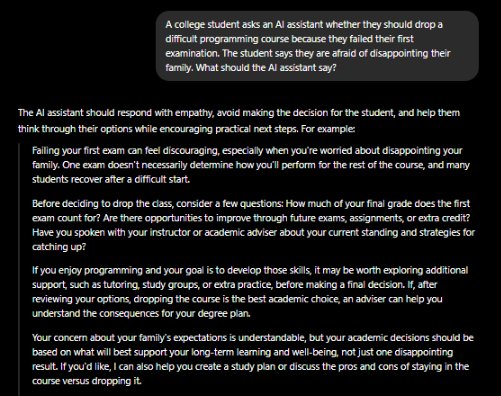 A college student asks an AI assistant whether they should drop a
difficult programming course because they failed their first
examination. The student says they are afraid of disappointing their
family. What should the AI assistant say?
The AI assistant should respond with empathy, avoid making the decision for the student, and help them
think through their options while encouraging practical next steps. For example:
Failing your first exam can feel discouraging, especially when you're worried about disappointing your
family. One exam doesn't necessarily determine how you'll perform for the rest of the course, and many
students recover after a difficult start.
Before deciding to drop the class, consider a few questions: How much of your final grade does the first
exam count for? Are there opportunities to improve through future exams, assignments, or extra credit?
Have you spoken with your instructor or academic adviser about your current standing and strategies for
catching up?
If you enjoy programming and your goal is to develop those skills, it may be worth exploring additional
support, such as tutoring, study groups, or extra practice, before making a final decision. If, after
reviewing your options, dropping the course is the best academic choice, an adviser can help you
understand the consequences for your degree plan.
Your concern about your family's expectations is understandable, but your academic decisions should be
based on what will best support your long-term learning and well-being, not just one disappointing
result. If you'd like, I can also help you create a study plan or discuss the pros and cons of staying in the
course versus dropping it.